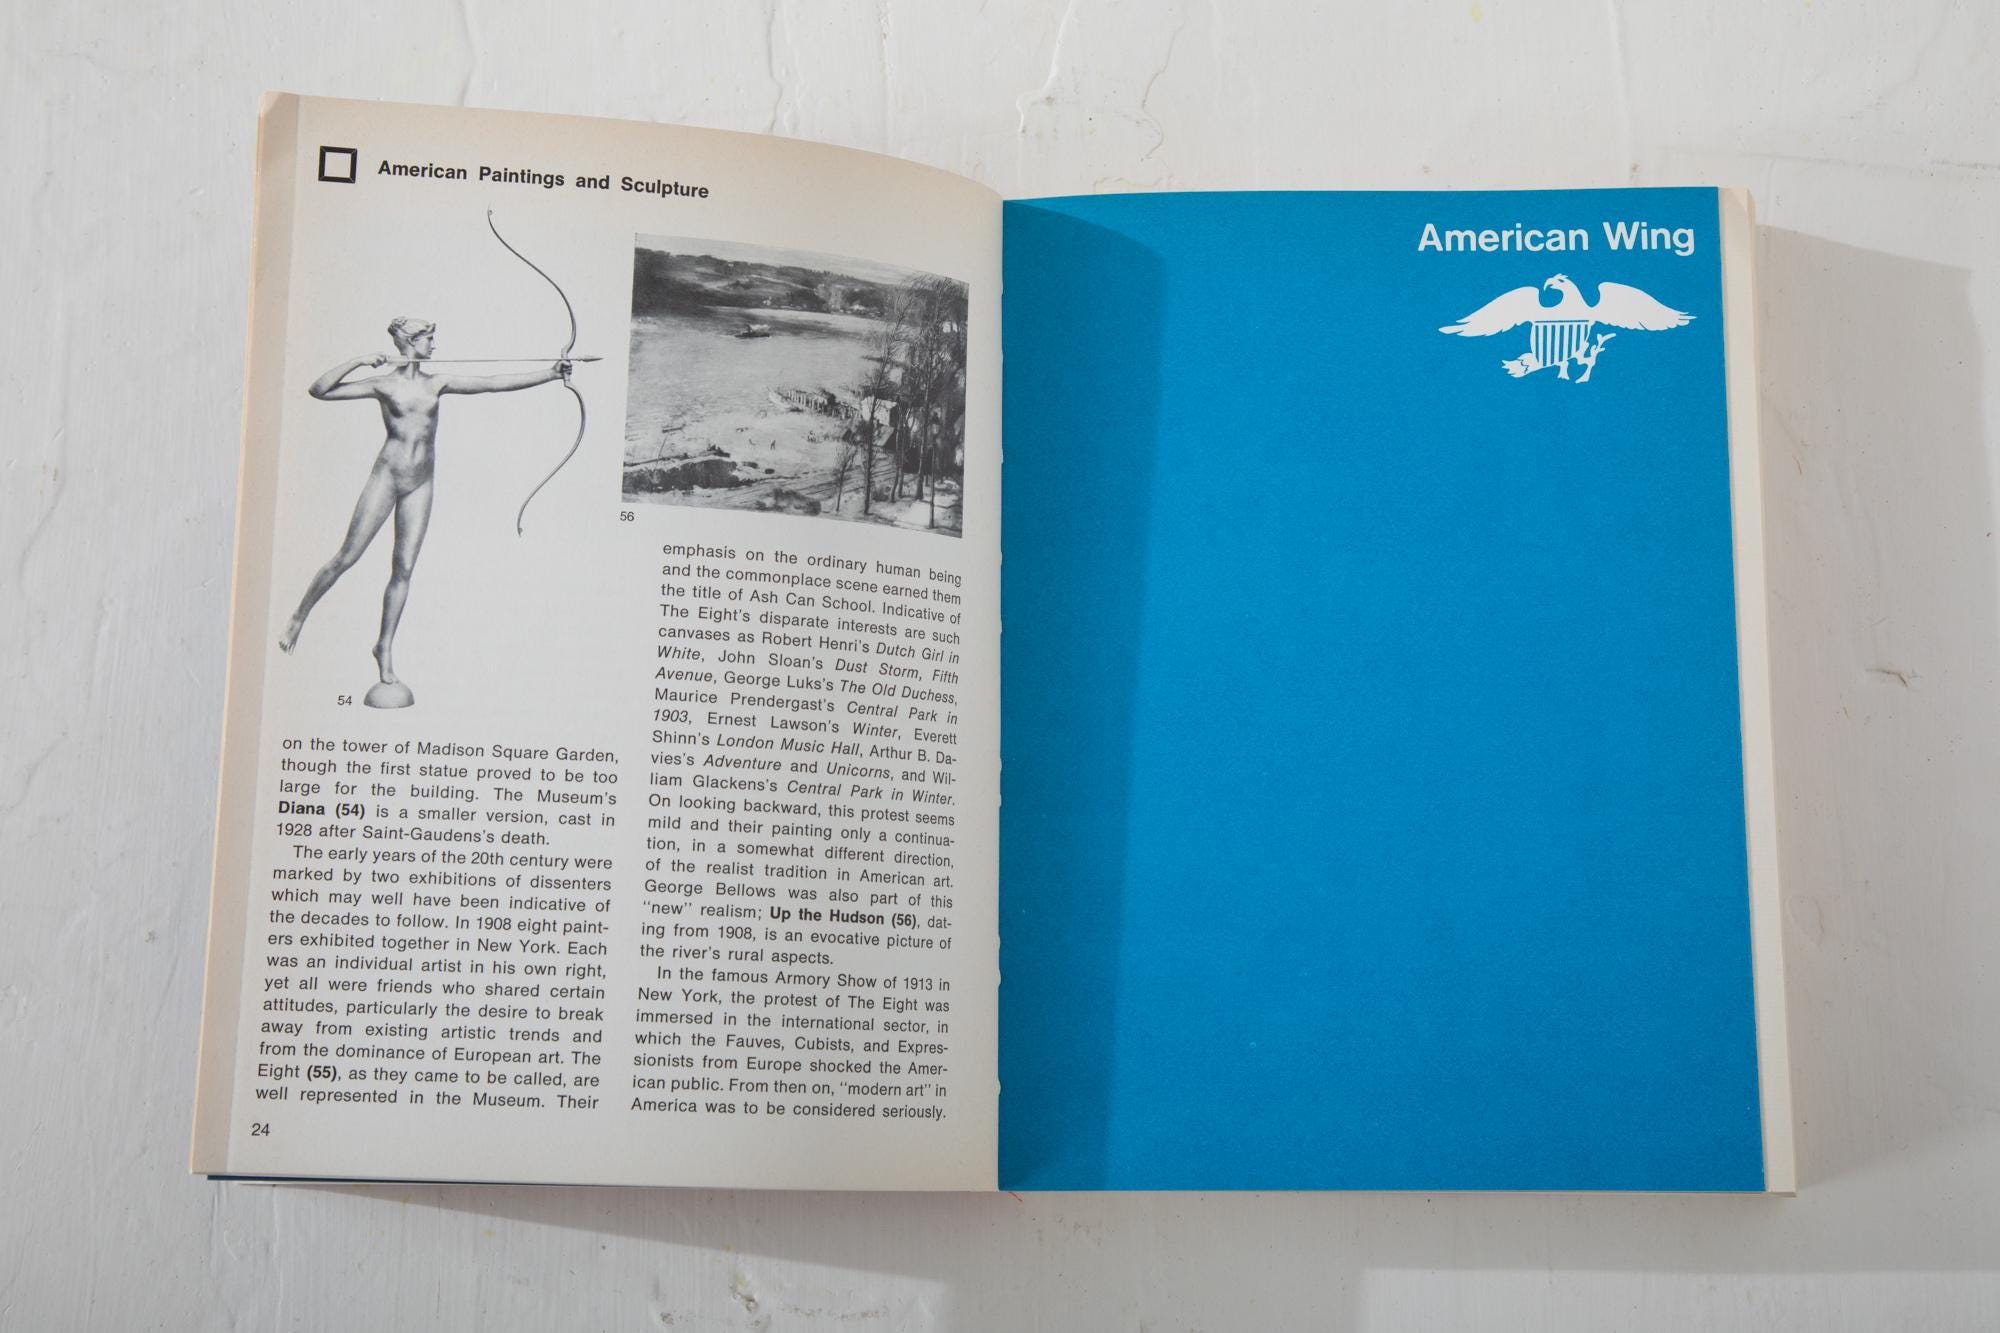 American Paintings and Sculpture
54
56
on the tower of Madison Square Garden,
though the first statue proved to be too
large for the building. The Museum's
Diana (54) is a smaller version, cast in
1928 after Saint-Gaudens's death.
The early years of the 20th century were
marked by two exhibitions of dissenters
which may well have been indicative of
the decades to follow. In 1908 eight paint-
ers exhibited together in New York. Each
was an individual artist in his own right,
yet all were friends who shared certain
attitudes, particularly the desire to break
away from existing artistic trends and
from the dominance of European art. The
Eight (55), as they came to be called, are
well represented in the Museum. Their
24
emphasis on the ordinary human being
and the commonplace scene earned them
the title of Ash Can School. Indicative of
The Eight's disparate interests are such
canvases as Robert Henri's Dutch Girl in
White, John Sloan's Dust Storm, Fifth
Avenue, George Luks's The Old Duchess,
Maurice Prendergast's Central Park in
1903, Ernest Lawson's Winter, Everett
Shinn's London Music Hall, Arthur B. Da-
vies's Adventure and Unicorns, and Wil-
liam Glackens's Central Park in Winter.
On looking backward, this protest seems
mild and their painting only a continua-
tion, in a somewhat different direction,
of the realist tradition in American art.
George Bellows was also part of this
"new" realism; Up the Hudson (56), dat-
ing from 1908, is an evocative picture of
the river's rural aspects.
In the famous Armory Show of 1913 in
New York, the protest of The Eight was
immersed in the international sector, in
which the Fauves, Cubists, and Expres-
sionists from Europe shocked the Amer-
ican public. From then on, "modern art" in
America was to be considered seriously.
American Wing